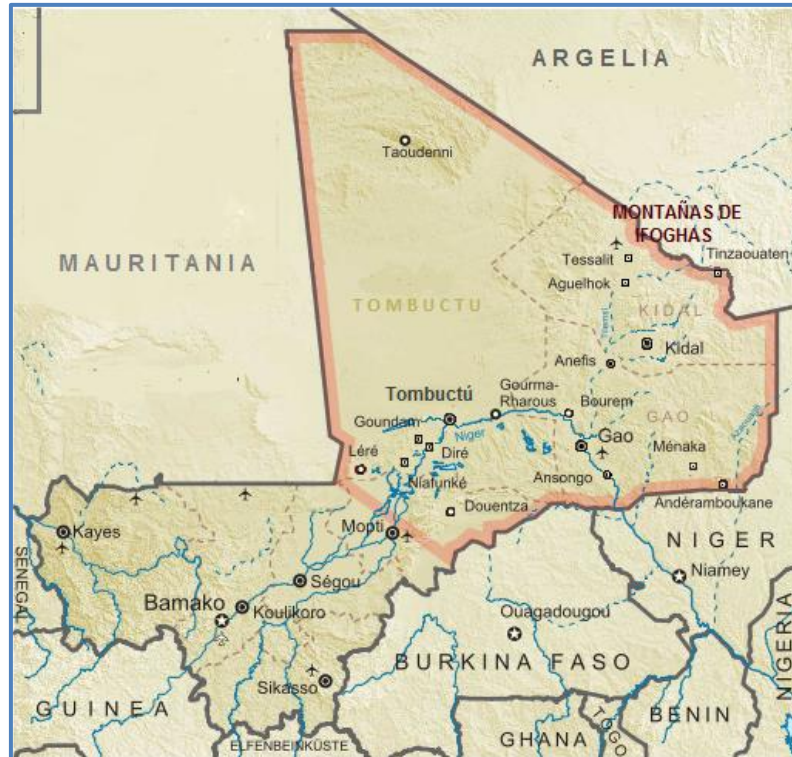 ARGELIA
Taoudenni
MONTAÑAS DE
IFOGHAS
MAURITANIA
Tessalit
Tinzaouaten
Aguelhok
TOMBUCTU
KIDAL
Kidal
Anefis
Tombuctú
Gourma-
Rharous
Bourem
GAO
Goundam
Niger
Gao
Léré
Diré
Ménaka
Niafunké
Ansongo
Andéramboukane
Douentza
Mopti
Kayes
NIGER
SENEGAL
Ségou
Niamey
Bamako
Koulikoro
Ouagadougou
BURKINA FASO
NIGERIA
Sikasso
GUINEA
BENIN
TOGO
GHANA
ELFENBEINKÜSTE